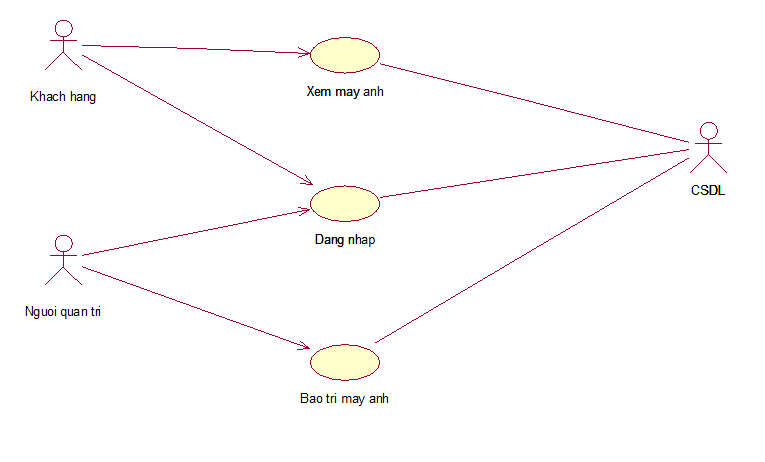 Khach hang
Xem may anh
CSDL
Dang nhap
Nguoi quan tri
Bao tri may anh